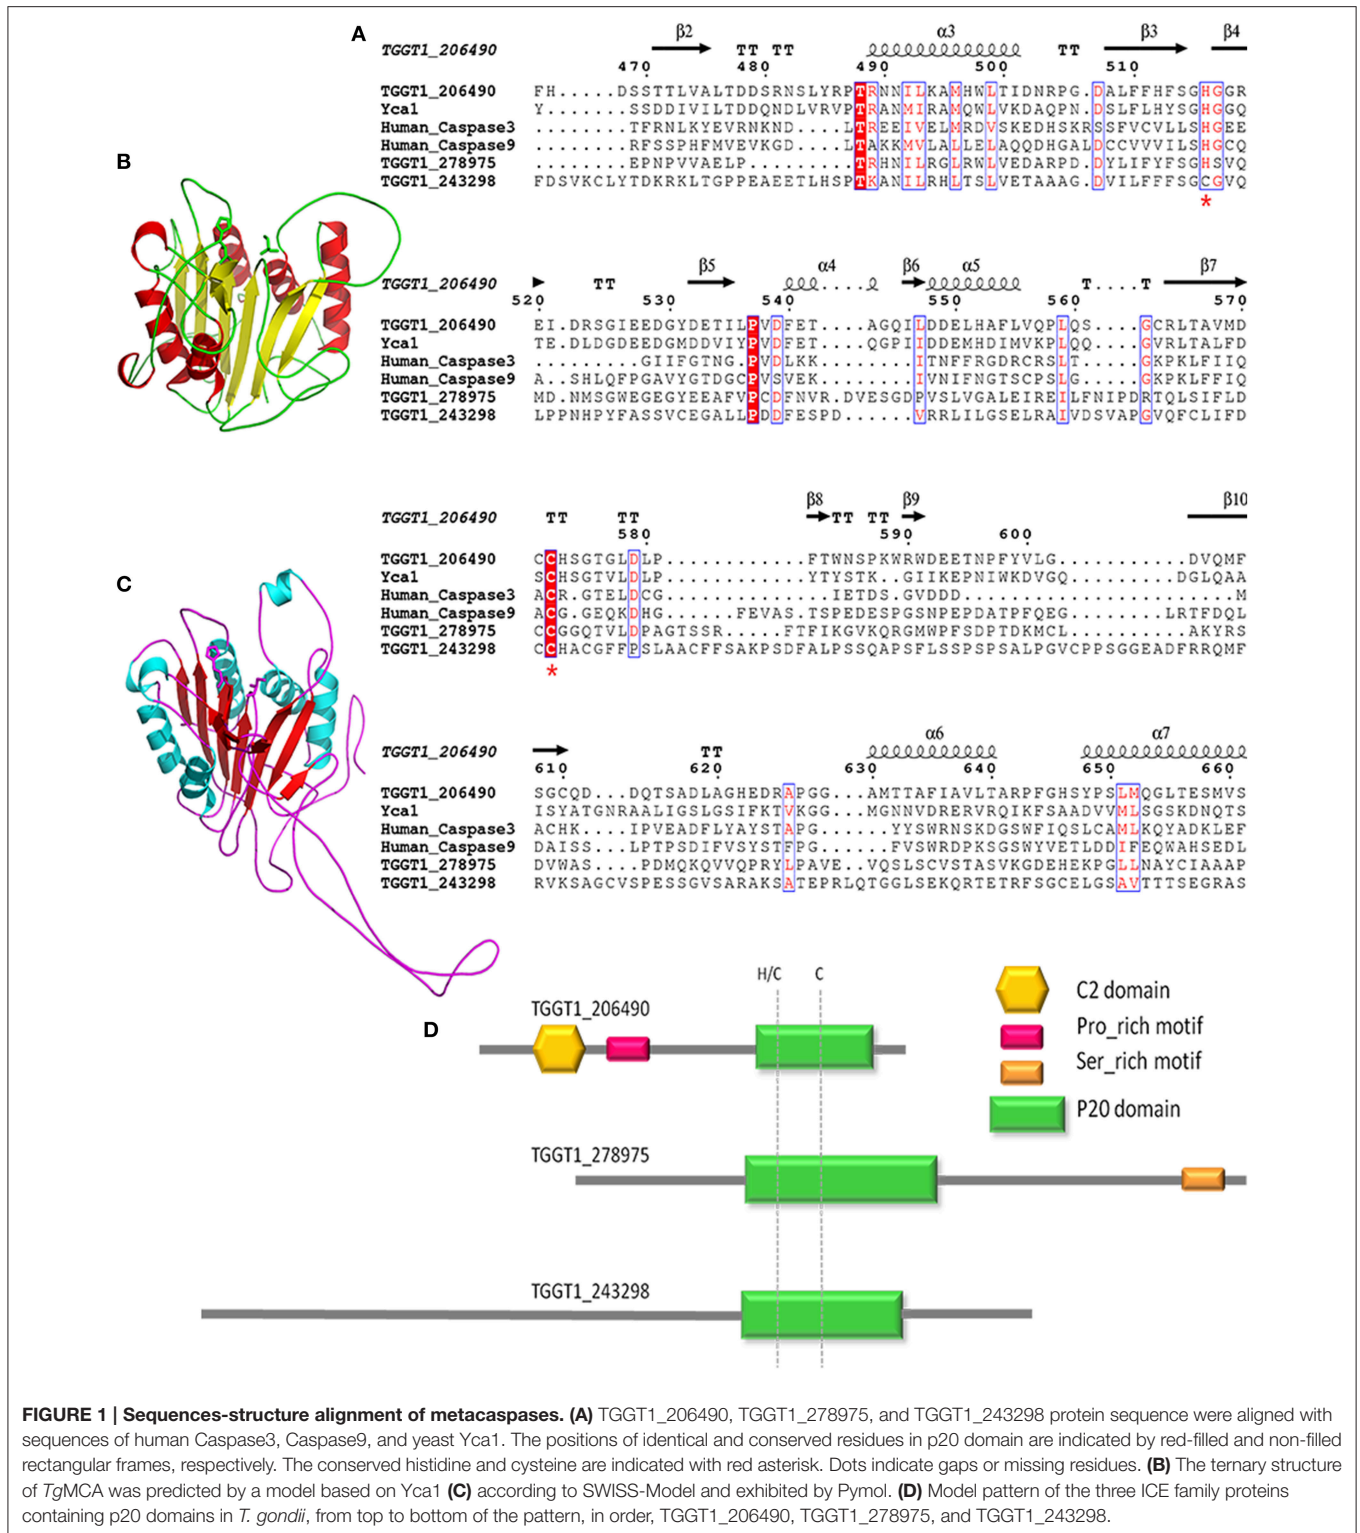 A
β2 α3 β3 β4
TGGT1_206490 TT TT TT
470 480 490 500 510
TGGT1_206490 FH.....DSSTTLVALTDDSRNSLYRPTRNNILKAMHWLTIDNRPG.DALFFHFSGHGGR
Yca1 Y......SSDDIVILTDDQNDLVRVPTRANMIRAMQWLVKDAQPN.DSLFLHYSGHGGQ
Human_Caspase3 ........TFRNLKYEVRNKND....LTREEIVELMRDVSKEDHSKRSSFVCVLLSHGEE
Human_Caspase9 ........RFSSPHFMVEVKGD..LTAKKMVLALLELAQQDHGALDCCVVVILSHGCQ
TGGT1_278975 ........EPNPVVAELP.........TRHNILRGLRWLVEDARPD.DYLIFYFSGHSVQ
TGGT1_243298 FDSVKCLYTDKRKLTGPPEAEETLHSPTKANILRHLTSLVETAAAG.DVILFFFSGCGVQ
*
B
β5 α4 β6 α5 β7
TGGT1_206490 TT T....T
520 530 540 550 560 570
TGGT1_206490 EI.DRSGIEEDGYDETILPVDFET....AGQILDDELHAFLVQPLQS....GCRLTAVMD
Yca1 TE.DLDGDEEDGMDDVIYPVDFET....QGPIIDDEMHDIMVKPLQQ....GVRLTALFD
Human_Caspase3 .........GIIFGTNG.PVDLKK........ITNFFRGDRCRSLT....GKPKLFIIQ
Human_Caspase9 A..SHLQFPGAVYGTDGCPVSVEK........IVNIFNGTSCPSLG....GKPKLFFIQ
TGGT1_278975 MD.NMSGWEGEGYEEAFVPCDFNVR.DVESGDPVSLVGALEIREILFNIPDRTQLSIFLD
TGGT1_243298 LPPNHPYFASSVCEGALLPDDFESPD......VRRLILGSELRAIVDSVAPGVQFCLIFD
β8 β9 β10
TGGT1_206490 TT TT TT TT
580 590 600
TGGT1_206490 CCHSGTGLDLP............FTWNSPKWRWDEETNPFYVLG...........DVQMF
Yca1 SCHSGTVLDLP............YTYSTK..GIIKEPNIWKDVGQ..........DGLQAA
Human_Caspase3 ACR.GTELDCG............IETDS.GVDDD.......................M
Human_Caspase9 ACG.GEQKDHG......FEVAS.TSPEDESPGSNPEPDATPFQEG.......LRTFDQL
TGGT1_278975 CCGGQTVLDPAGTSSR.....FTFIKGVKQRGMWPFSDPTDKMCL..........AKYRS
TGGT1_243298 CCHACGFFPSLAACFFSAKPSDFALPSSQAPSFLSSPSPSALPGVCPPSGGEADFRRQMF
*
C
TGGT1_206490 TT α6 α7
610 620 630 640 650 660
TGGT1_206490 SGCQD...DQTSADLAGHEDRAPGG...AMTTAFIAVLTARPFGHSYPSLMQGLTESMVS
Yca1 ISYATGNRAALIGSLGSIFKTVKGG...MGNNVDRERVRQIKFSAADVVMLSGSKDNQTS
Human_Caspase3 ACHK....IPVEADFLYAYSTAPG.....YYSWRNSKDGSWFIQSLCAMLKQYADKLEF
Human_Caspase9 DAISS...LPTPSDIFVSYSTFPG.....FVSWRDPKSGSWYVETLDDIFEQWAHSEDL
TGGT1_278975 DVWAS....PDMQKQVVQPRYLPAVE..VQSLSCVSTASVKGDEHEKPGLLNAYCIAAAP
TGGT1_243298 RVKSAGCVSPESSGVSARAKSATEPRLQTGGLSEKQRTETRFSGCELGSAVTTTSEGRAS
D
H/C C
TGGT1_206490
C2 domain
Pro_rich motif
Ser_rich motif
P20 domain
TGGT1_278975
TGGT1_243298
FIGURE 1 | Sequences-structure alignment of metacaspases. (A) TGGT1_206490, TGGT1_278975, and TGGT1_243298 protein sequence were aligned with
sequences of human Caspase3, Caspase9, and yeast Yca1. The positions of identical and conserved residues in p20 domain are indicated by red-filled and non-filled
rectangular frames, respectively. The conserved histidine and cysteine are indicated with red asterisk. Dots indicate gaps or missing residues. (B) The ternary structure
of TgMCA was predicted by a model based on Yca1 (C) according to SWISS-Model and exhibited by Pymol. (D) Model pattern of the three ICE family proteins
containing p20 domains in T. gondii, from top to bottom of the pattern, in order, TGGT1_206490, TGGT1_278975, and TGGT1_243298.